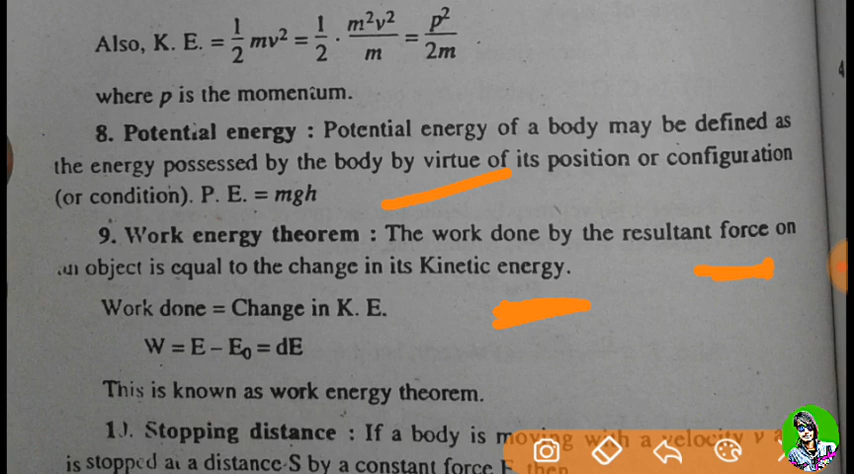 Also, K. E. = 1/2 mv² = 1/2 · m²v²/m = p²/2m
where p is the momentum.
8. Potential energy : Potential energy of a body may be defined as
the energy possessed by the body by virtue of its position or configuration
(or condition). P. E. = mgh
9. Work energy theorem : The work done by the resultant force on
an object is equal to the change in its Kinetic energy.
Work done = Change in K. E.
W = E – E₀ = dE
This is known as work energy theorem.
10. Stopping distance : If a body is moving with a velocity v
is stopped at a distance S by a constant force F, then